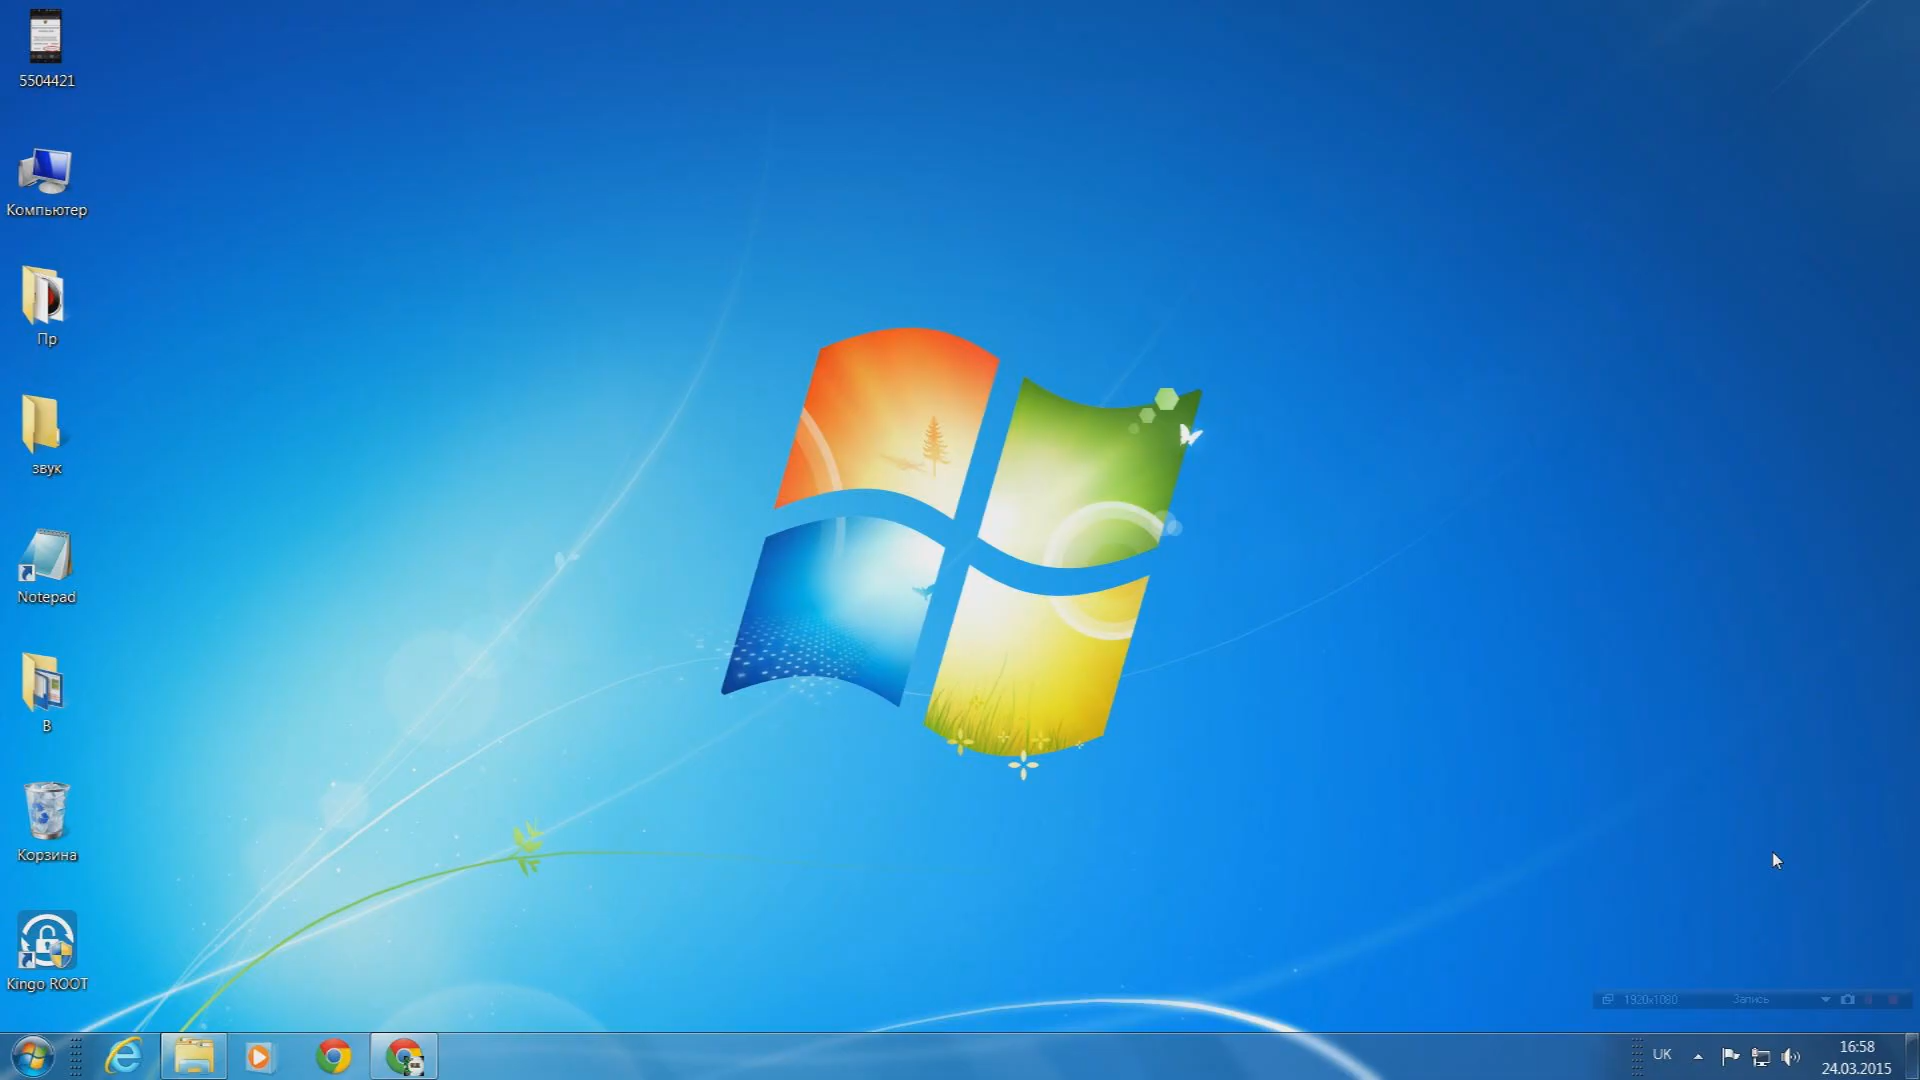 5504421
Компьютер
Пр
звук
Notepad
В
Корзина
Kingo ROOT
1920x1080 Запись
UK
16:58
24.03.2015